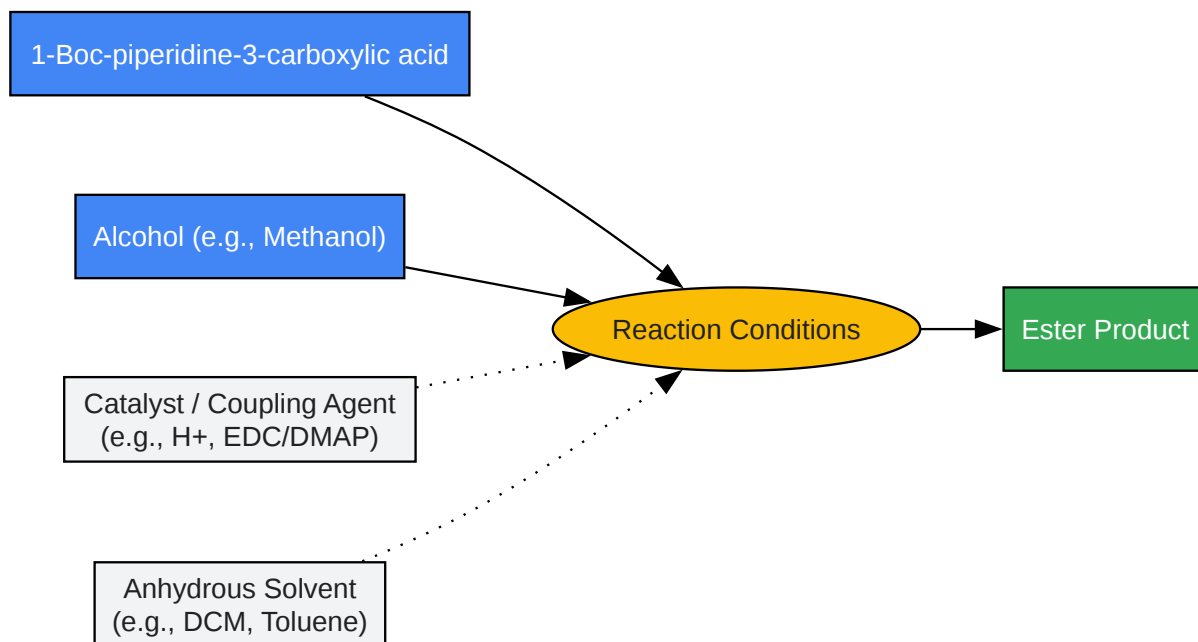 1-Boc-piperidine-3-carboxylic acid
Alcohol (e.g., Methanol)
Reaction Conditions
Ester Product
Catalyst / Coupling Agent
(e.g., H+, EDC/DMAP)
Anhydrous Solvent
(e.g., DCM, Toluene)